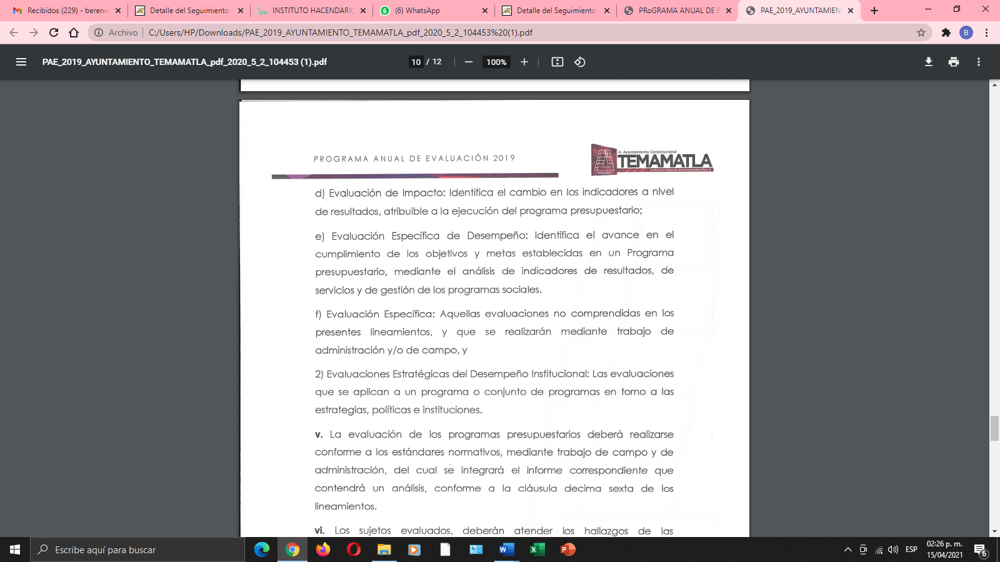 Recibidos (229) - berenic
Detalle del Seguimiento
INSTITUTO HACENDARIO
(6) WhatsApp
Detalle del Seguimiento
PRoGRAMA ANUAL DE E
PAE_2019_AYUNTAMIEN
Archivo
C:/Users/HP/Downloads/PAE_2019_AYUNTAMIENTO_TEMAMATLA_pdf_2020_5_2_104453%20(1).pdf
B
PAE_2019_AYUNTAMIENTO_TEMAMATLA_pdf_2020_5_2_104453 (1).pdf
10 / 12
100%
PROGRAMA ANUAL DE EVALUACIÓN 2019
H. Ayuntamiento Constitucional
TEMAMATLA
Juntos por Mejores Oportunidades Para Ti
d) Evaluación de Impacto: Identifica el cambio en los indicadores a nivel
de resultados, atribuible a la ejecución del programa presupuestario;
e) Evaluación Específica de Desempeño: Identifica el avance en el
cumplimiento de los objetivos y metas establecidas en un Programa
presupuestario, mediante el análisis de indicadores de resultados, de
servicios y de gestión de los programas sociales.
f) Evaluación Específica: Aquellas evaluaciones no comprendidas en los
presentes lineamientos, y que se realizarán mediante trabajo de
administración y/o de campo, y
2) Evaluaciones Estratégicas del Desempeño Institucional: Las evaluaciones
que se aplican a un programa o conjunto de programas en torno a las
estrategias, políticas e instituciones.
v. La evaluación de los programas presupuestarios deberá realizarse
conforme a los estándares normativos, mediante trabajo de campo y de
administración, del cual se integrará el informe correspondiente que
contendrá un análisis, conforme a la cláusula decima sexta de los
lineamientos.
vi. Los sujetos evaluados, deberán atender los hallazgos de las
Escribe aquí para buscar
ESP
02:26 p. m.
15/04/2021
6